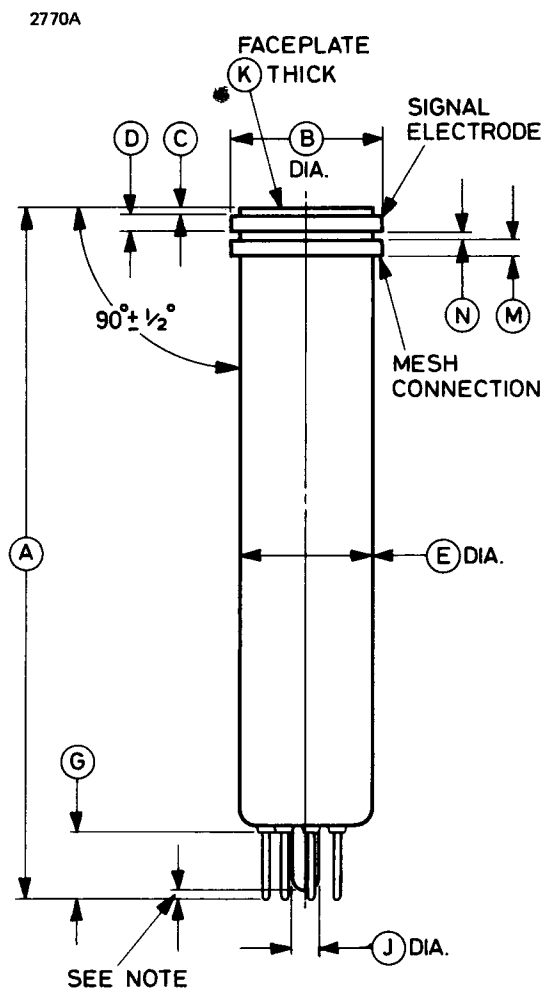 2770A
FACEPLATE
K THICK
SIGNAL
ELECTRODE
D
C
B
DIA.
90°± 1/2°
N
M
MESH
CONNECTION
A
E DIA.
G
J DIA.
SEE NOTE